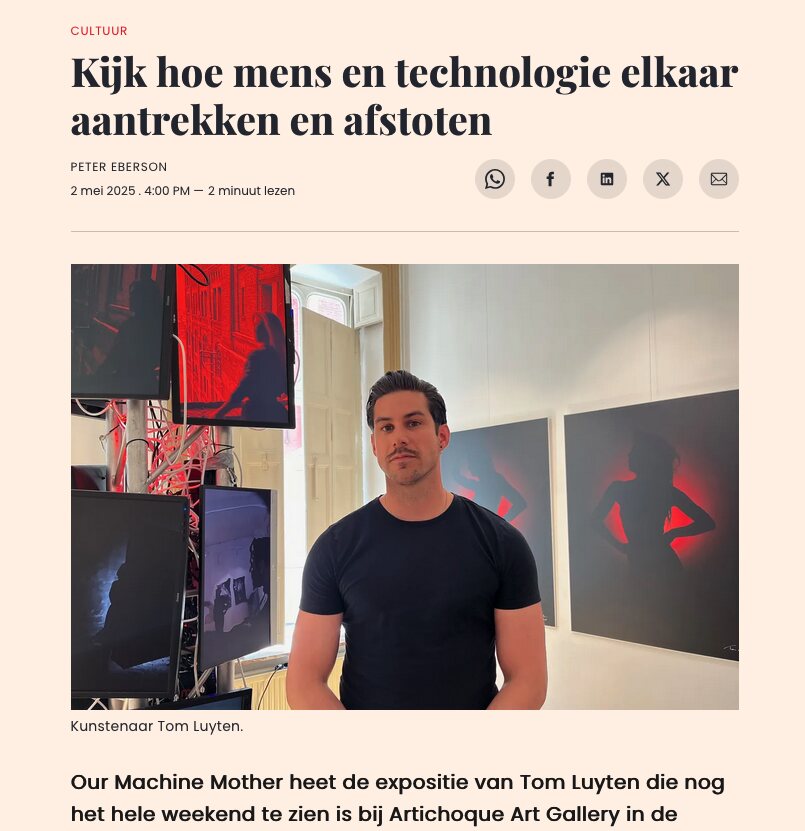 CULTUUR
Kijk hoe mens en technologie elkaar
aantrekken en afstoten
PETER EBERSON
2 mei 2025 . 4:00 PM — 2 minuut lezen
Kunstenaar Tom Luyten.
Our Machine Mother heet de expositie van Tom Luyten die nog
het hele weekend te zien is bij Artichoque Art Gallery in de